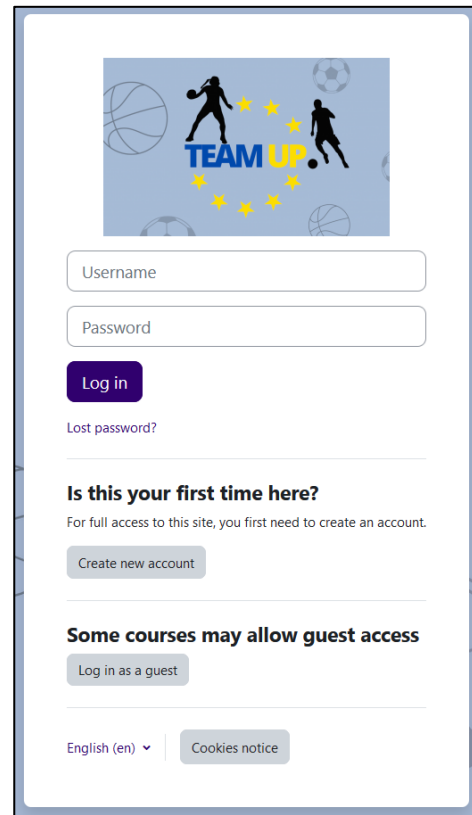 TEAM UP.
Username
Password
Log in
Lost password?
Is this your first time here?
For full access to this site, you first need to create an account.
Create new account
Some courses may allow guest access
Log in as a guest
English (en)
Cookies notice